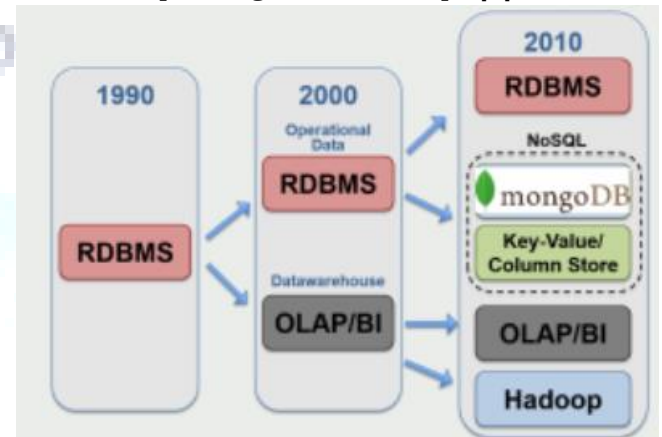 1990
RDBMS
2000
Operational
Data
RDBMS
Datawarehouse
OLAP/BI
2010
RDBMS
NoSQL
mongoDB
Key-Value/
Column Store
OLAP/BI
Hadoop